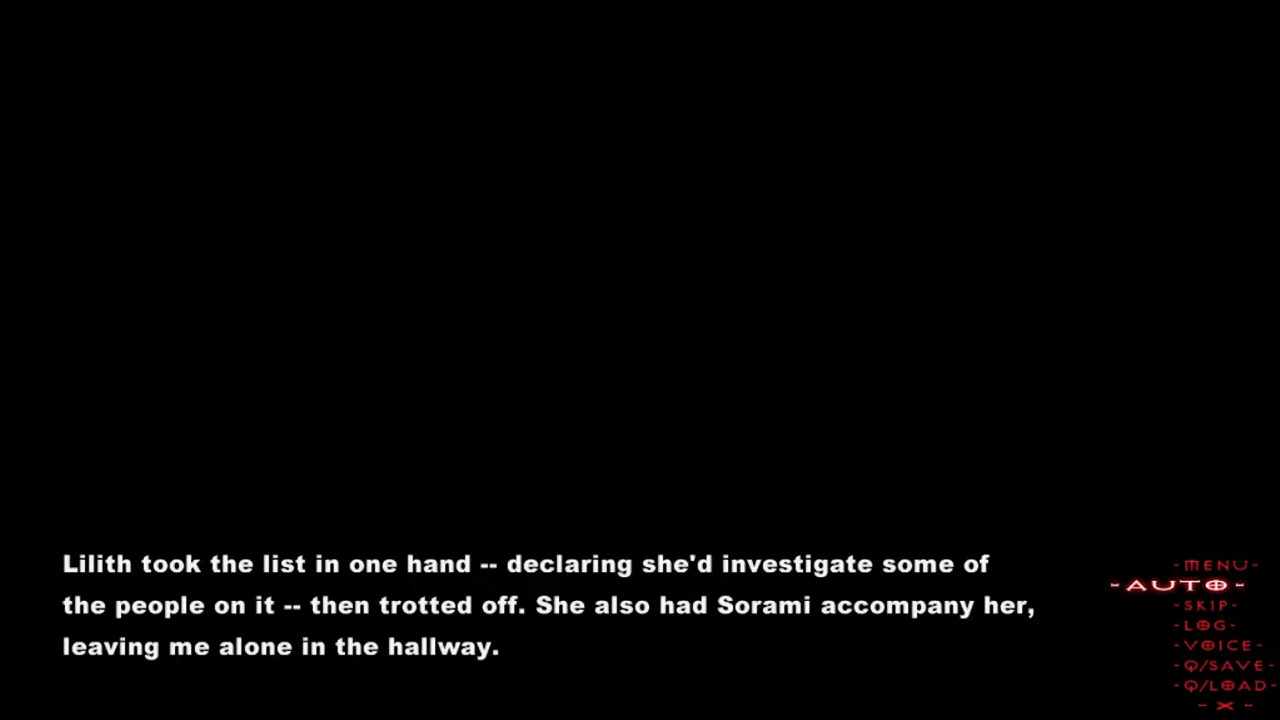 Lilith took the list in one hand -- declaring she'd investigate some of
the people on it -- then trotted off. She also had Sorami accompany her,
leaving me alone in the hallway.
-MENU-
-AUTO-
-SKIP-
-LOG-
-VOICE-
-Q/SAVE-
-Q/LOAD-
-X-